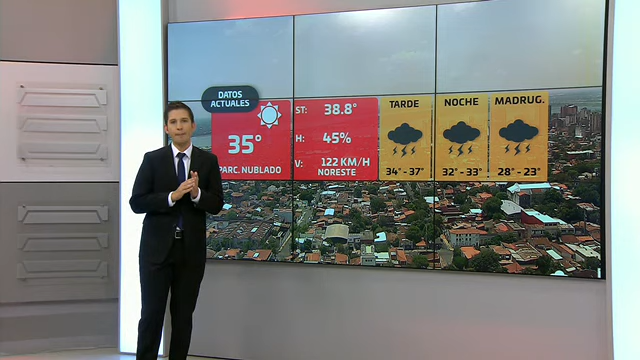 DATOS
ACTUALES
35°
PARC. NUBLADO
ST: 38.8°
H: 45%
V: 122 KM/H
NORESTE
TARDE
34° - 37°
NOCHE
32° - 33°
MADRUG.
28° - 23°